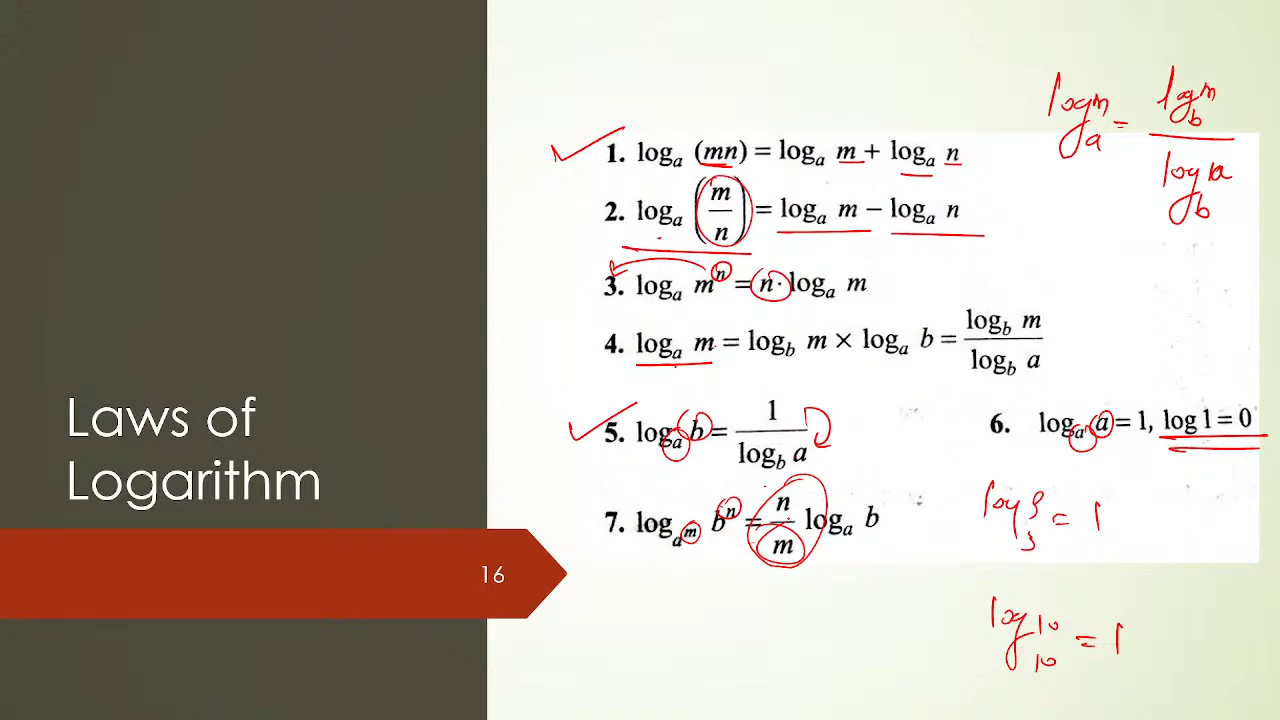 Laws of
Logarithm
16
1. logₐ (mn) = logₐ m + logₐ n
2. logₐ (m/n) = logₐ m − logₐ n
3. logₐ mⁿ = n· logₐ m
4. logₐ m = log_b m × logₐ b = log_b m / log_b a
5. logₐ b = 1 / log_b a
6. logₐ a = 1, log 1 = 0
7. log_{a^m} bⁿ = n/m logₐ b
logₐ m = log_b m / log_b a
log₃ 3 = 1
log₁₀ 10 = 1